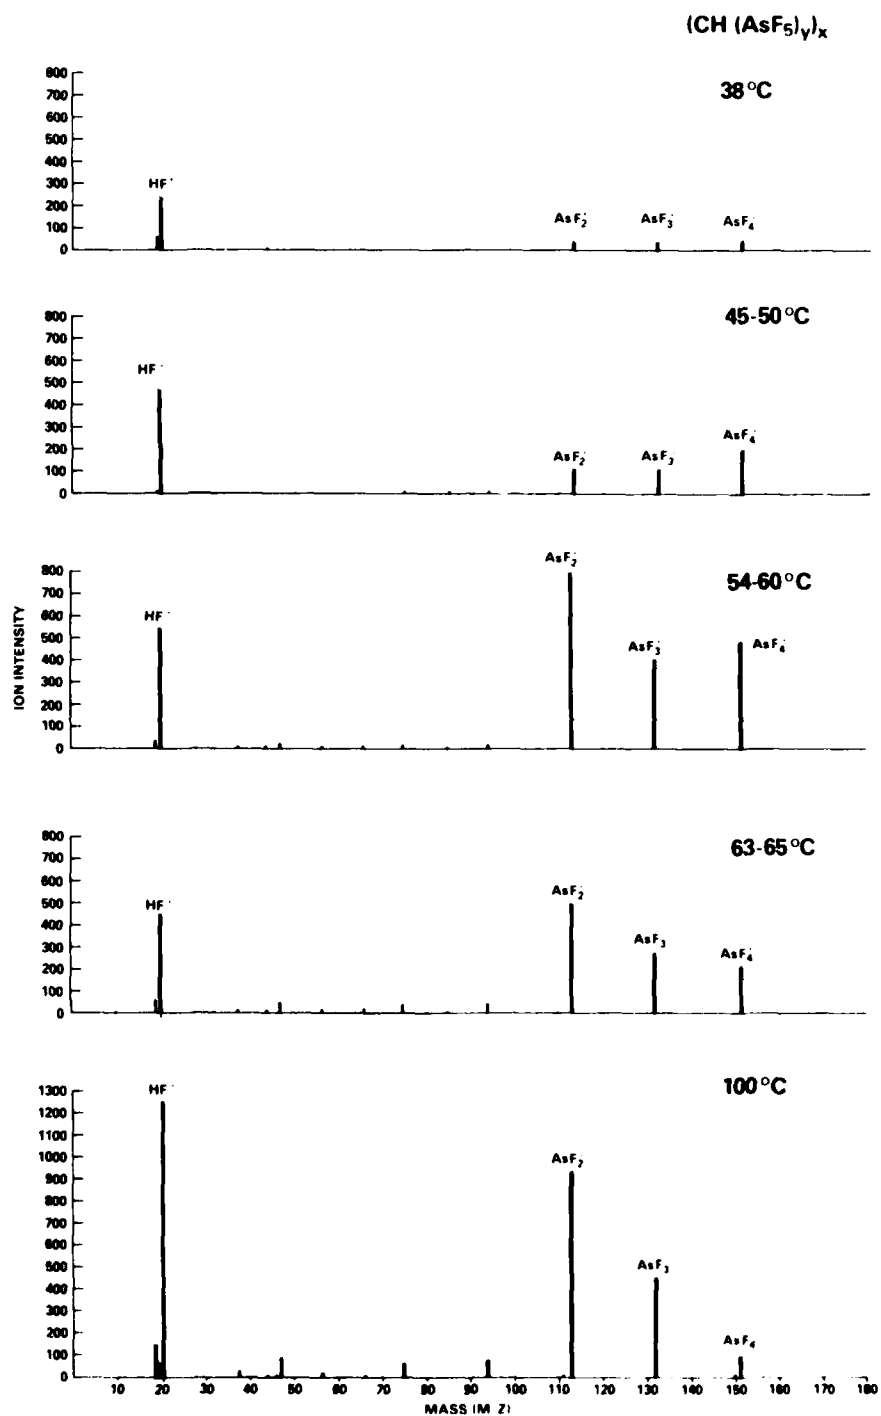 (CH (AsF5)y)x
38°C
800
700
600
500
400
300
200
100
0
HF+
AsF2+
AsF3+
AsF4+
45-50°C
800
700
600
500
400
300
200
100
0
HF+
AsF2+
AsF3+
AsF4+
ION INTENSITY
54-60°C
800
700
600
500
400
300
200
100
0
HF+
AsF2+
AsF3+
AsF4+
63-65°C
800
700
600
500
400
300
200
100
0
HF+
AsF2+
AsF3
AsF4+
100°C
1300
1200
1100
1000
900
800
700
600
500
400
300
200
100
0
HF+
AsF2
AsF3
AsF4
10 20 30 40 50 60 70 80 90 100 110 120 130 140 150 160 170 180
MASS (M Z)